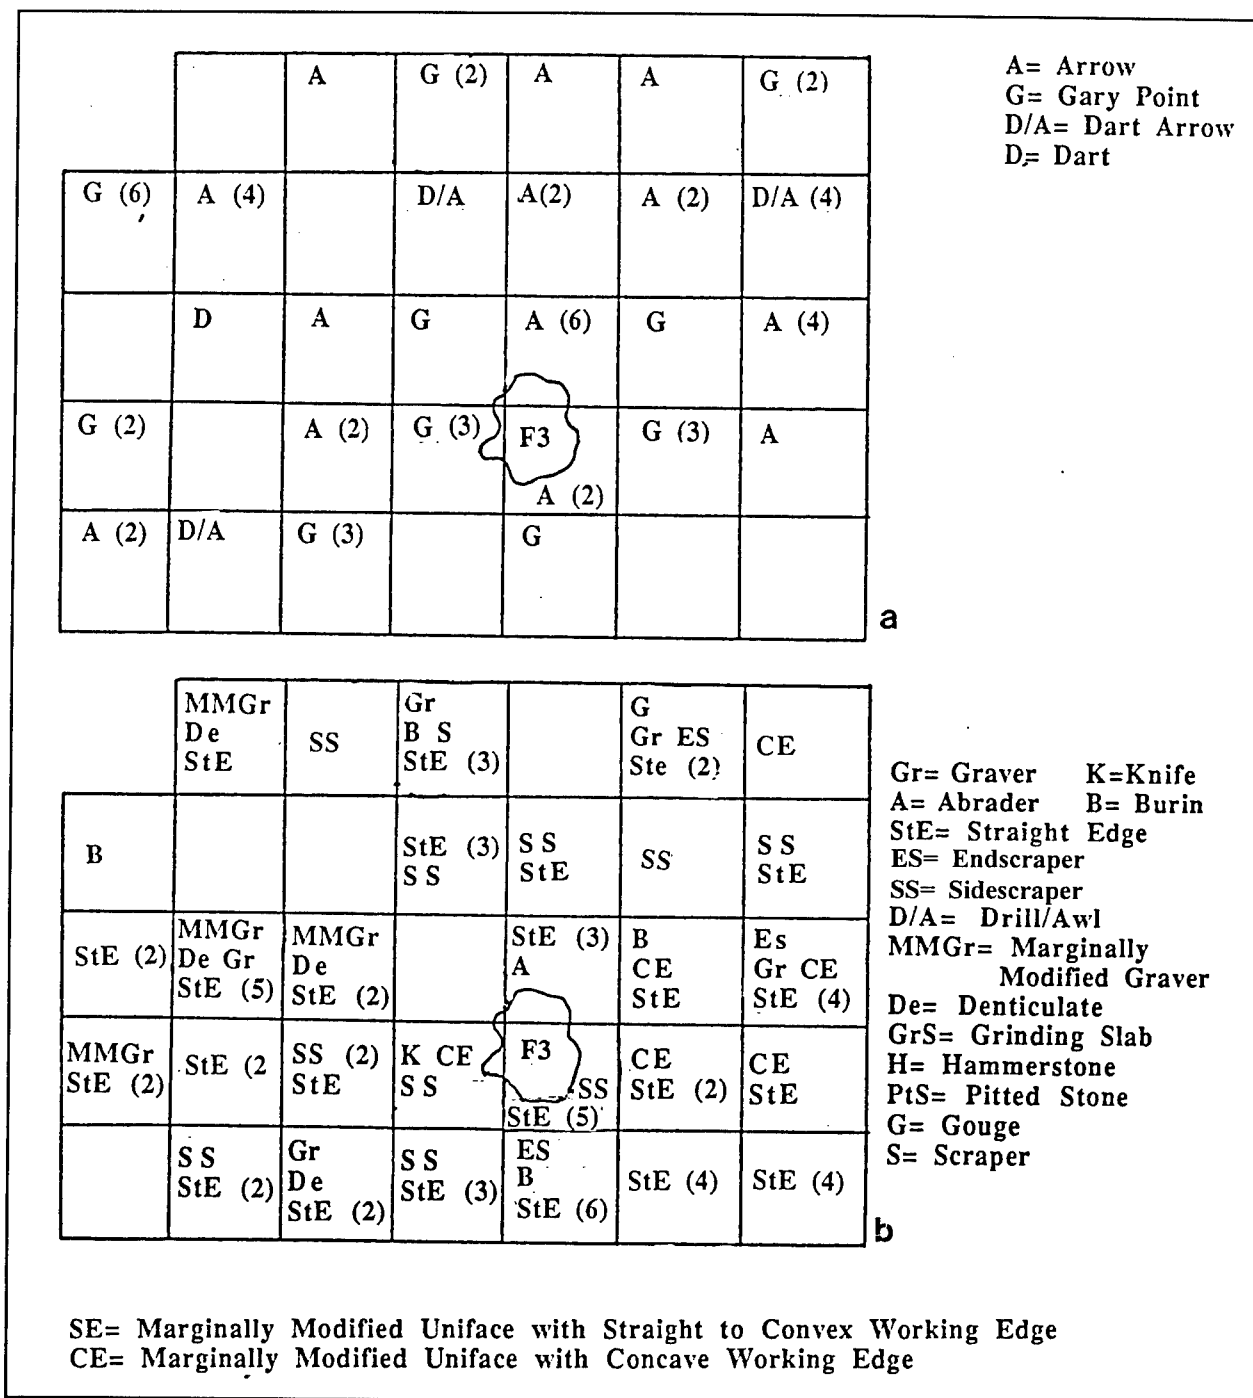 A G (2) A A G (2)
G (6) A (4) D/A A(2) A (2) D/A (4)
D A G A (6) G A (4)
G (2) A (2) G (3) F3 G (3) A
A (2)
A (2) D/A G (3) G
a
A= Arrow
G= Gary Point
D/A= Dart Arrow
D= Dart
MMGr Gr G
De SS B S Gr ES CE
StE StE (3) Ste (2)
B StE (3) SS SS SS
SS StE StE
MMGr MMGr StE (3) B Es
StE (2) De Gr De A CE Gr CE
StE (5) StE (2) StE StE (4)
MMGr StE (2 SS (2) K CE F3 CE CE
StE (2) StE SS SS StE (2) StE
StE (5)
SS Gr SS ES
StE (2) De StE (3) B StE (4) StE (4)
StE (2) StE (6)
b
Gr= Graver K=Knife
A= Abrader B= Burin
StE= Straight Edge
ES= Endscraper
SS= Sidescraper
D/A= Drill/Awl
MMGr= Marginally
Modified Graver
De= Denticulate
GrS= Grinding Slab
H= Hammerstone
PtS= Pitted Stone
G= Gouge
S= Scraper
SE= Marginally Modified Uniface with Straight to Convex Working Edge
CE= Marginally Modified Uniface with Concave Working Edge